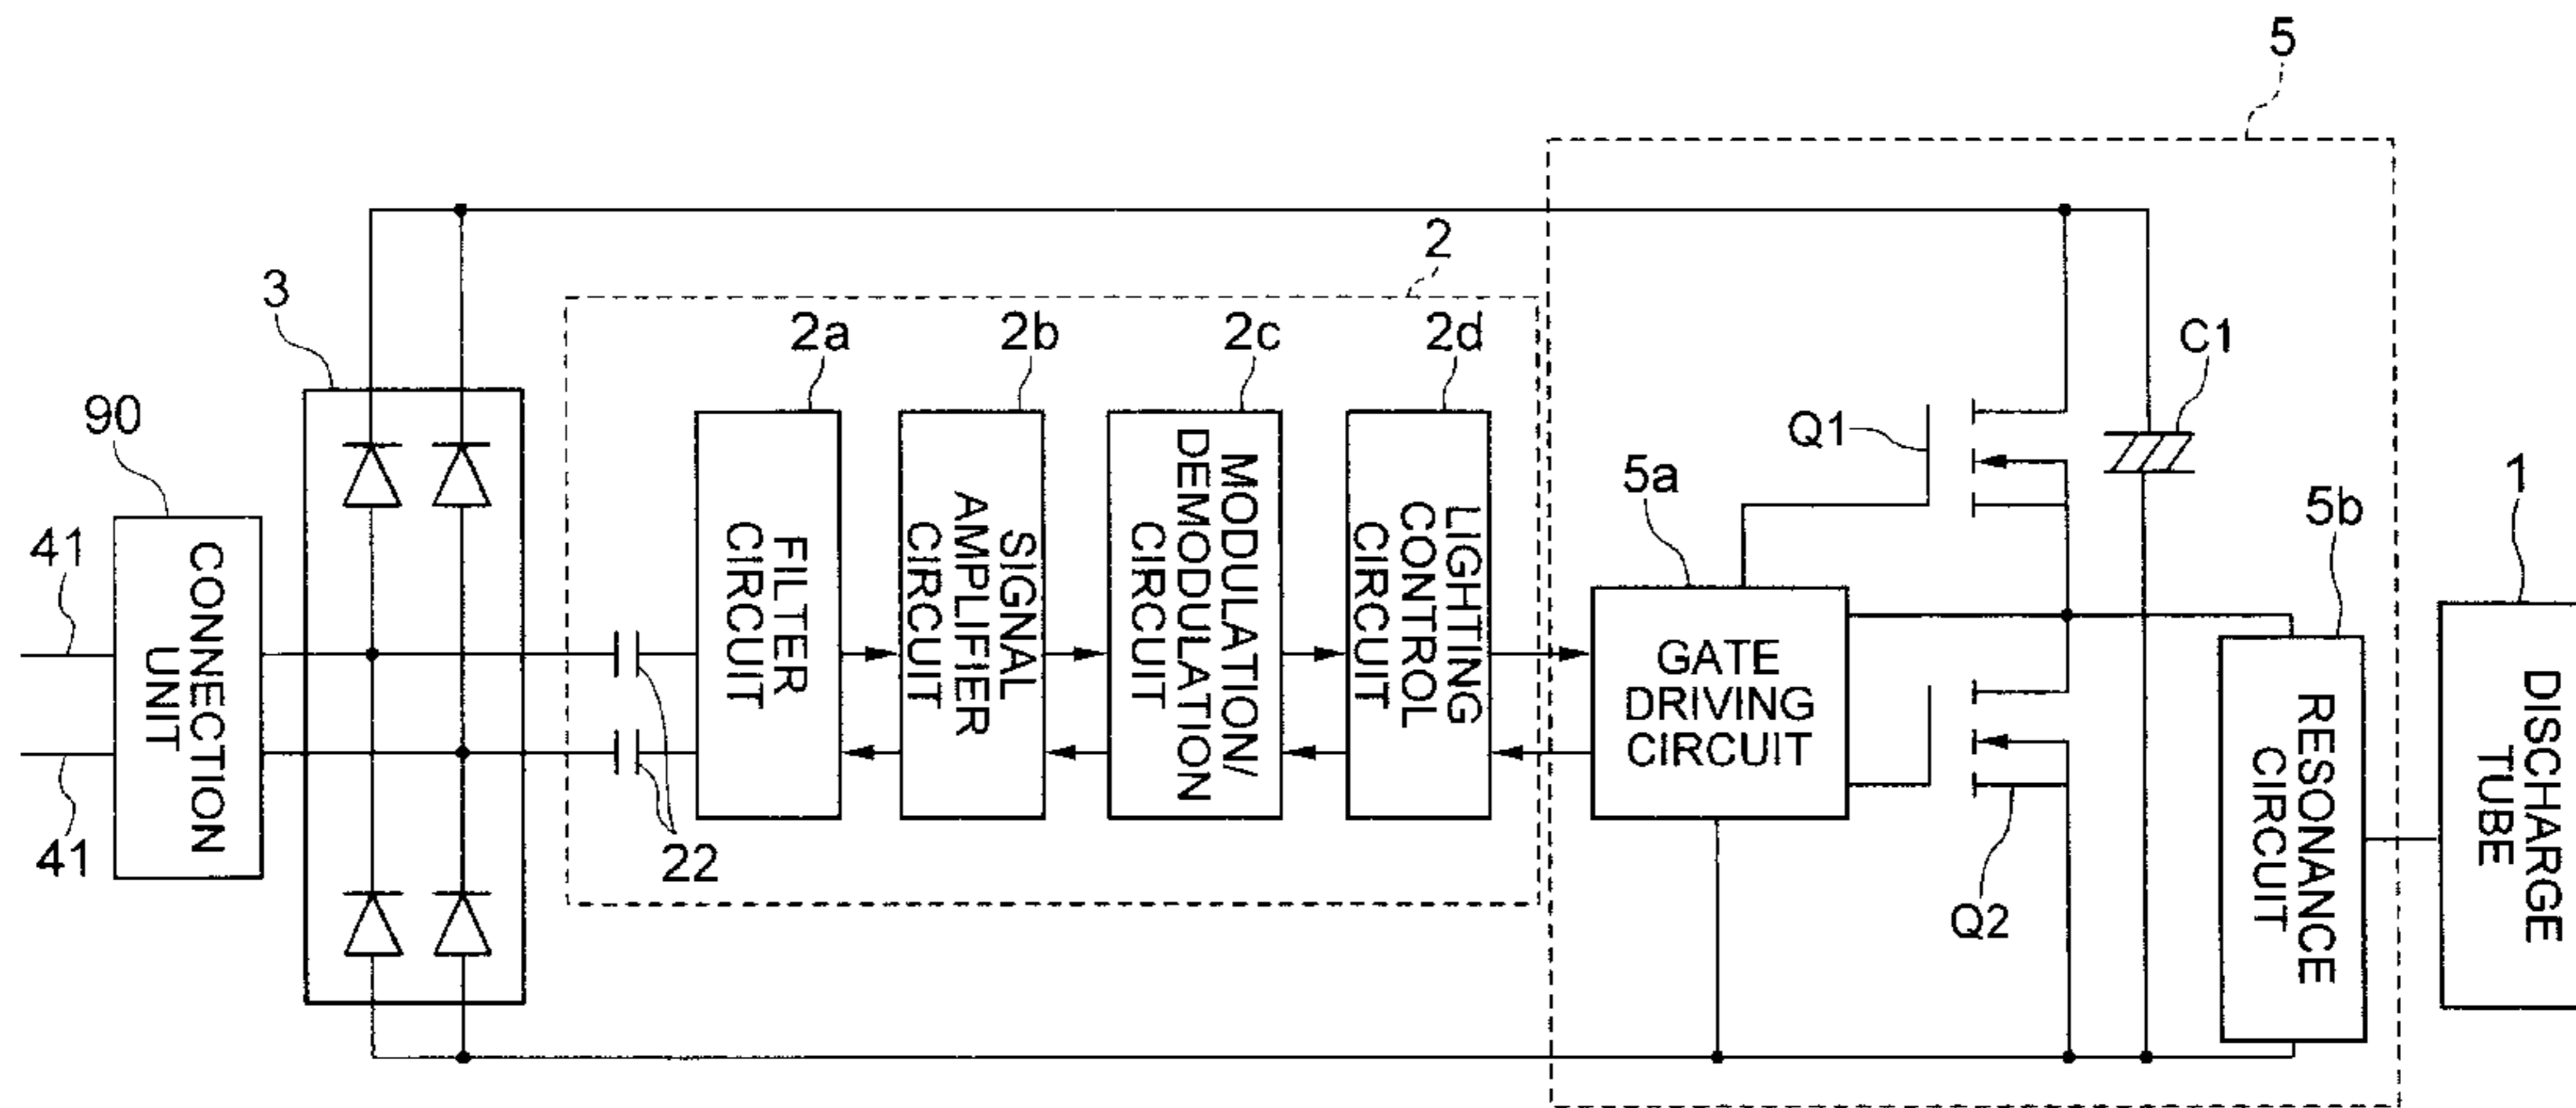 5
2
3
2a
2b
2c
2d
C1
90
Q1
5a
1
5b
41
41
CONNECTION
UNIT
22
FILTER
CIRCUIT
SIGNAL
AMPLIFIER
CIRCUIT
MODULATION/
DEMODULATION
CIRCUIT
LIGHTING
CONTROL
CIRCUIT
GATE
DRIVING
CIRCUIT
Q2
RESONANCE
CIRCUIT
DISCHARGE
TUBE